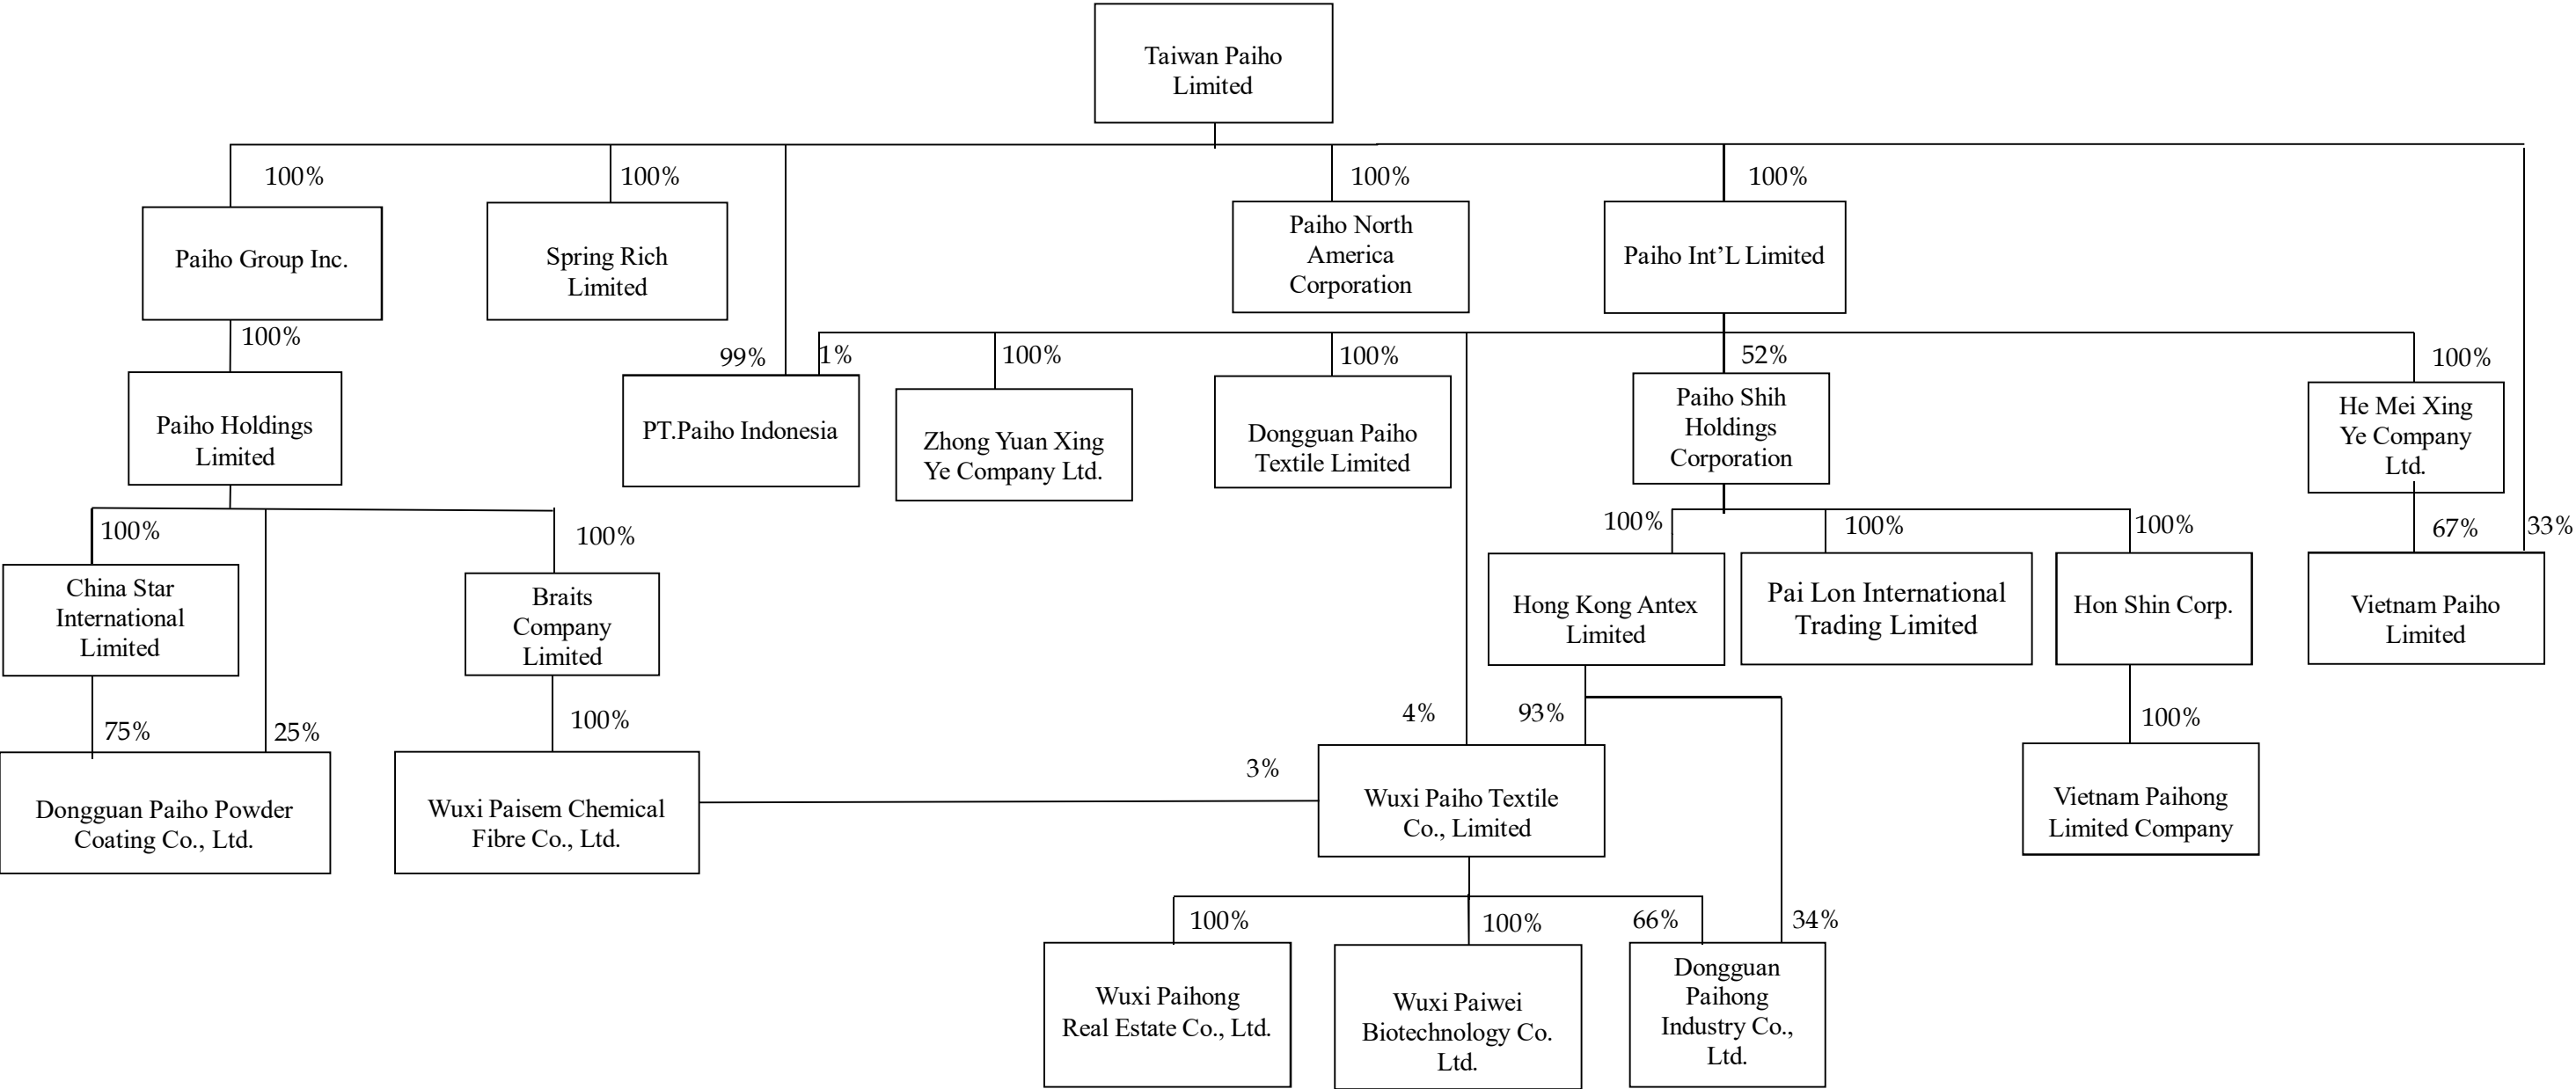 Taiwan Paiho
Limited
100%
100%
100%
100%
Paiho Group Inc.
Spring Rich
Limited
Paiho North
America
Corporation
Paiho Int’L Limited
100%
99%
1%
100%
100%
52%
100%
Paiho Holdings
Limited
PT.Paiho Indonesia
Zhong Yuan Xing
Ye Company Ltd.
Dongguan Paiho
Textile Limited
Paiho Shih
Holdings
Corporation
He Mei Xing
Ye Company
Ltd.
100%
100%
100%
100%
100%
67%
33%
China Star
International
Limited
Braits
Company
Limited
Hong Kong Antex
Limited
Pai Lon International
Trading Limited
Hon Shin Corp.
Vietnam Paiho
Limited
75%
25%
100%
4%
93%
100%
3%
Dongguan Paiho Powder
Coating Co., Ltd.
Wuxi Paisem Chemical
Fibre Co., Ltd.
Wuxi Paiho Textile
Co., Limited
Vietnam Paihong
Limited Company
100%
100%
66%
34%
Wuxi Paihong
Real Estate Co., Ltd.
Wuxi Paiwei
Biotechnology Co.
Ltd.
Dongguan
Paihong
Industry Co.,
Ltd.